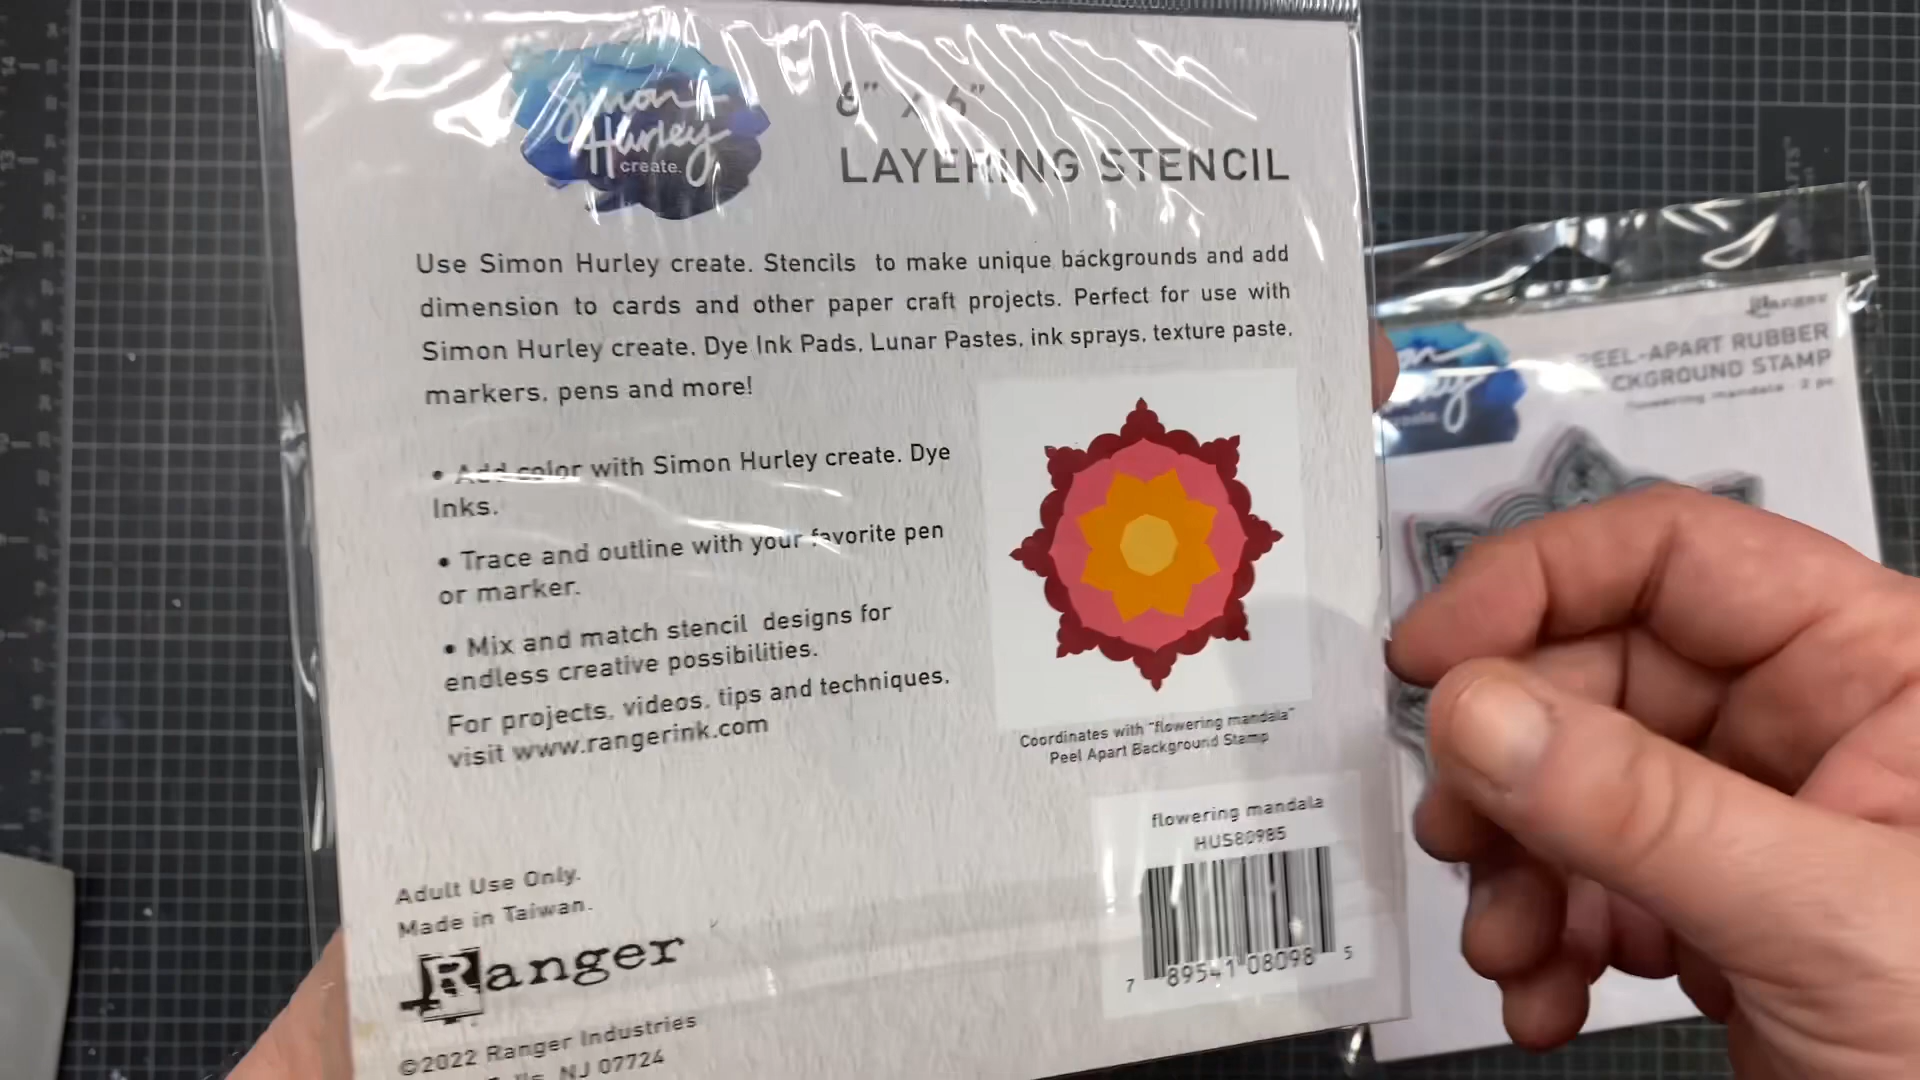 Simon
Hurley
create.
6" x 6"
LAYERING STENCIL
Use Simon Hurley create. Stencils to make unique backgrounds and add
dimension to cards and other paper craft projects. Perfect for use with
Simon Hurley create. Dye Ink Pads, Lunar Pastes, ink sprays, texture paste,
markers, pens and more!
• Add color with Simon Hurley create. Dye
Inks.
• Trace and outline with your favorite pen
or marker.
• Mix and match stencil designs for
endless creative possibilities.
For projects, videos, tips and techniques,
visit www.rangerink.com
Coordinates with "flowering mandala"
Peel Apart Background Stamp
flowering mandala
HUS80985
7 89541 08098 5
Adult Use Only.
Made in Taiwan.
Ranger
©2022 Ranger Industries
NJ 07724
Ranger
PEEL-APART RUBBER
CKGROUND STAMP
flowering mandala · 2 pc
Hurley
create.